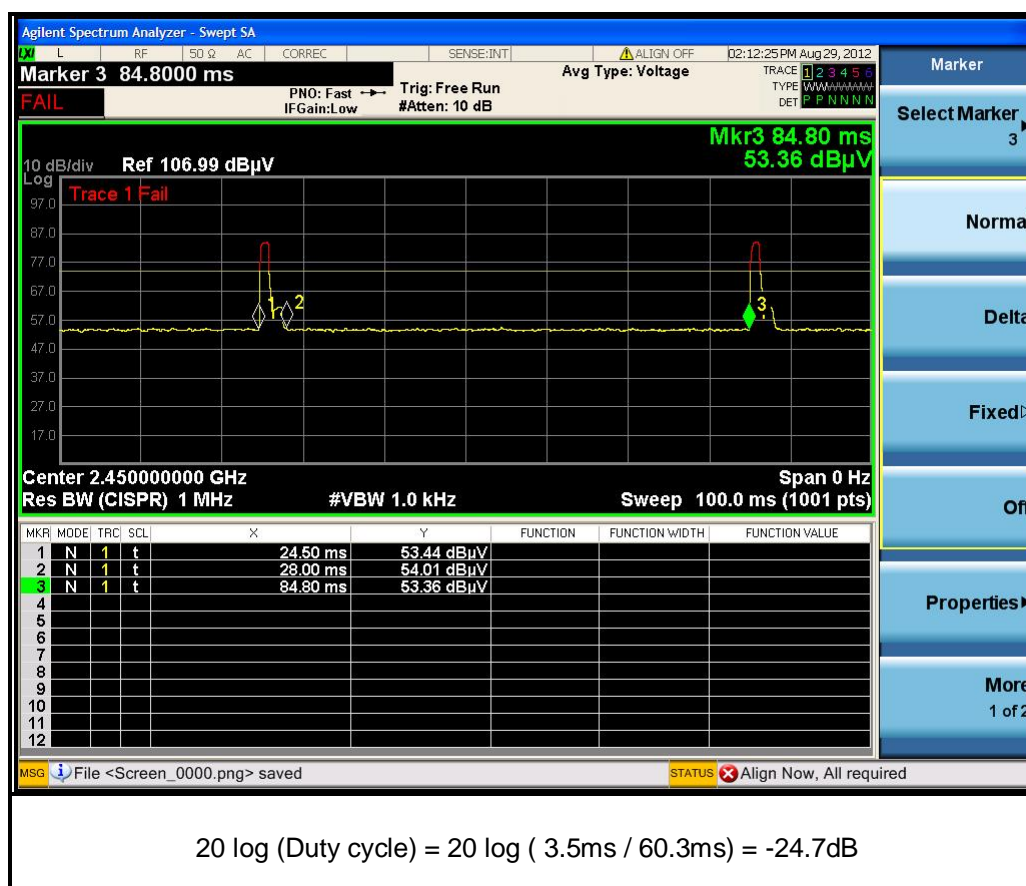 Agilent Spectrum Analyzer - Swept SA
LXI L RF 50 Ω AC CORREC SENSE:INT ALIGN OFF 02:12:25 PM Aug 29, 2012
Marker 3 84.8000 ms
FAIL
PNO: Fast
IFGain:Low
Trig: Free Run
#Atten: 10 dB
Avg Type: Voltage
TRACE 1 2 3 4 5 6
TYPE WWWWWW
DET P P N N N N
Mkr3 84.80 ms
53.36 dBµV
10 dB/div Ref 106.99 dBµV
Log
Trace 1 Fail
97.0
87.0
77.0
67.0
57.0
47.0
37.0
27.0
17.0
1 2 3
Center 2.450000000 GHz Span 0 Hz
Res BW (CISPR) 1 MHz #VBW 1.0 kHz Sweep 100.0 ms (1001 pts)
MKR MODE TRC SCL X Y FUNCTION FUNCTION WIDTH FUNCTION VALUE
1 N 1 t 24.50 ms 53.44 dBµV
2 N 1 t 28.00 ms 54.01 dBµV
3 N 1 t 84.80 ms 53.36 dBµV
4
5
6
7
8
9
10
11
12
MSG File <Screen_0000.png> saved STATUS Align Now, All required
Marker
Select Marker
3
Norma
Delta
Fixed
Off
Properties
More
1 of 2
20 log (Duty cycle) = 20 log ( 3.5ms / 60.3ms) = -24.7dB